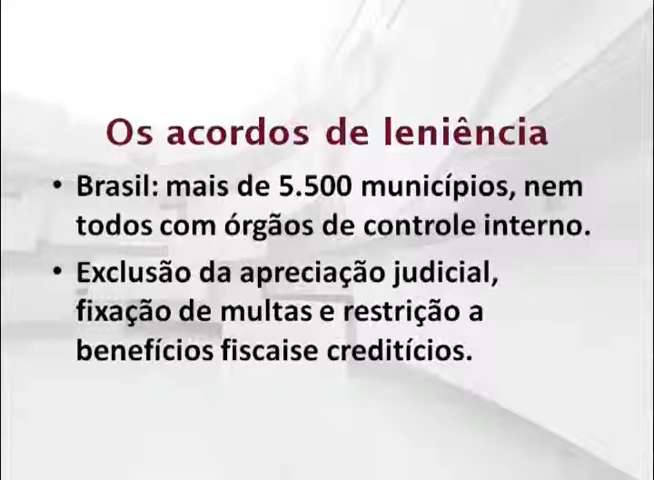 Os acordos de leniência
• Brasil: mais de 5.500 municípios, nem
todos com órgãos de controle interno.
• Exclusão da apreciação judicial,
fixação de multas e restrição a
benefícios fiscaise creditícios.